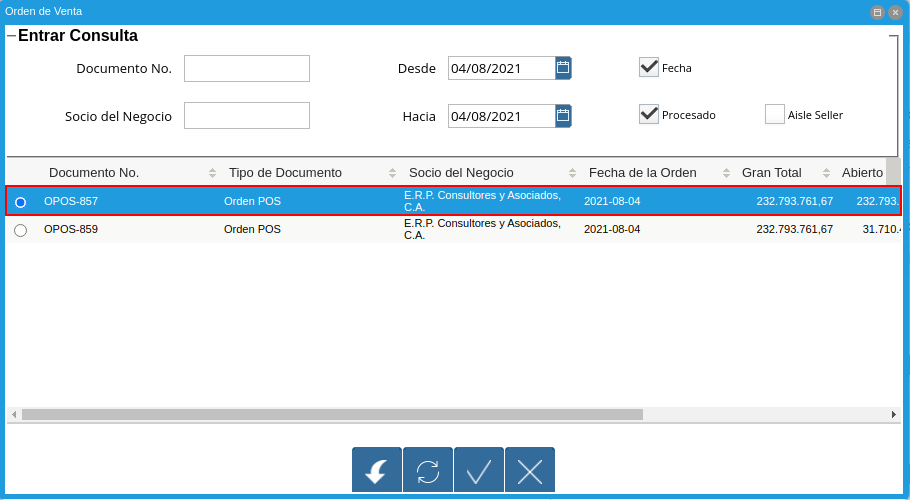 Orden de Venta
Entrar Consulta
Documento No.
Desde 04/08/2021
Fecha
Socio del Negocio
Hacia 04/08/2021
Procesado
Aisle Seller
Documento No. Tipo de Documento Socio del Negocio Fecha de la Orden Gran Total Abierto
OPOS-857 Orden POS E.R.P. Consultores y Asociados, C.A. 2021-08-04 232.793.761,67 232.793.
OPOS-859 Orden POS E.R.P. Consultores y Asociados, C.A. 2021-08-04 232.793.761,67 31.710.